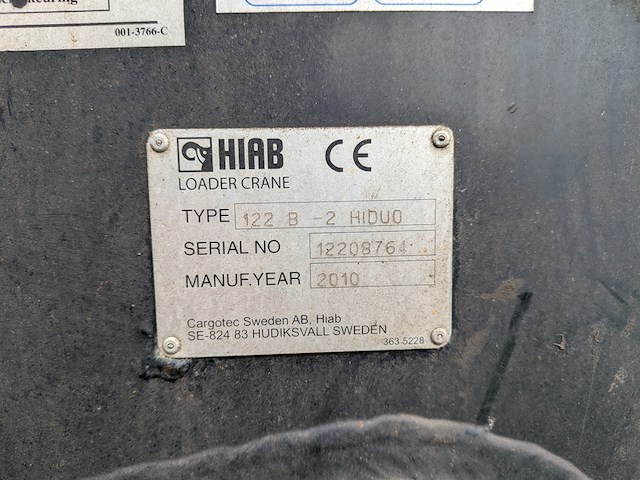 001-3766-C
HIAB CE
LOADER CRANE
TYPE 122 B -2 HIDUO
SERIAL NO 12208764
MANUF.YEAR 2010
Cargotec Sweden AB, Hiab
SE-824 83 HUDIKSVALL SWEDEN
363 5228